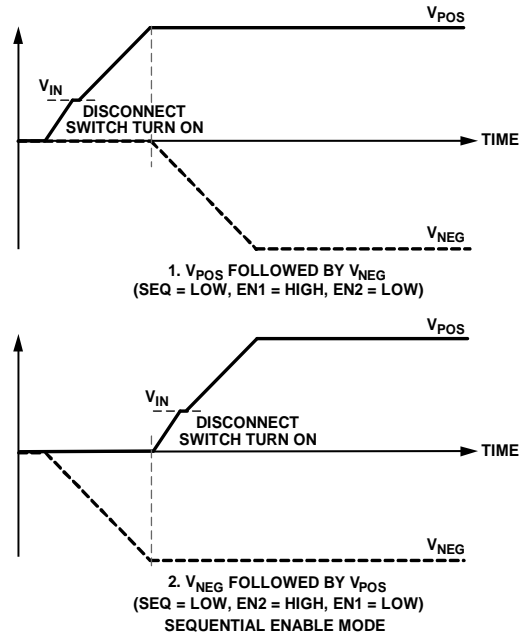 VPOS
VIN
DISCONNECT
SWITCH TURN ON
TIME
VNEG
1. VPOS FOLLOWED BY VNEG
(SEQ = LOW, EN1 = HIGH, EN2 = LOW)
VPOS
VIN
DISCONNECT
SWITCH TURN ON
TIME
VNEG
2. VNEG FOLLOWED BY VPOS
(SEQ = LOW, EN2 = HIGH, EN1 = LOW)
SEQUENTIAL ENABLE MODE